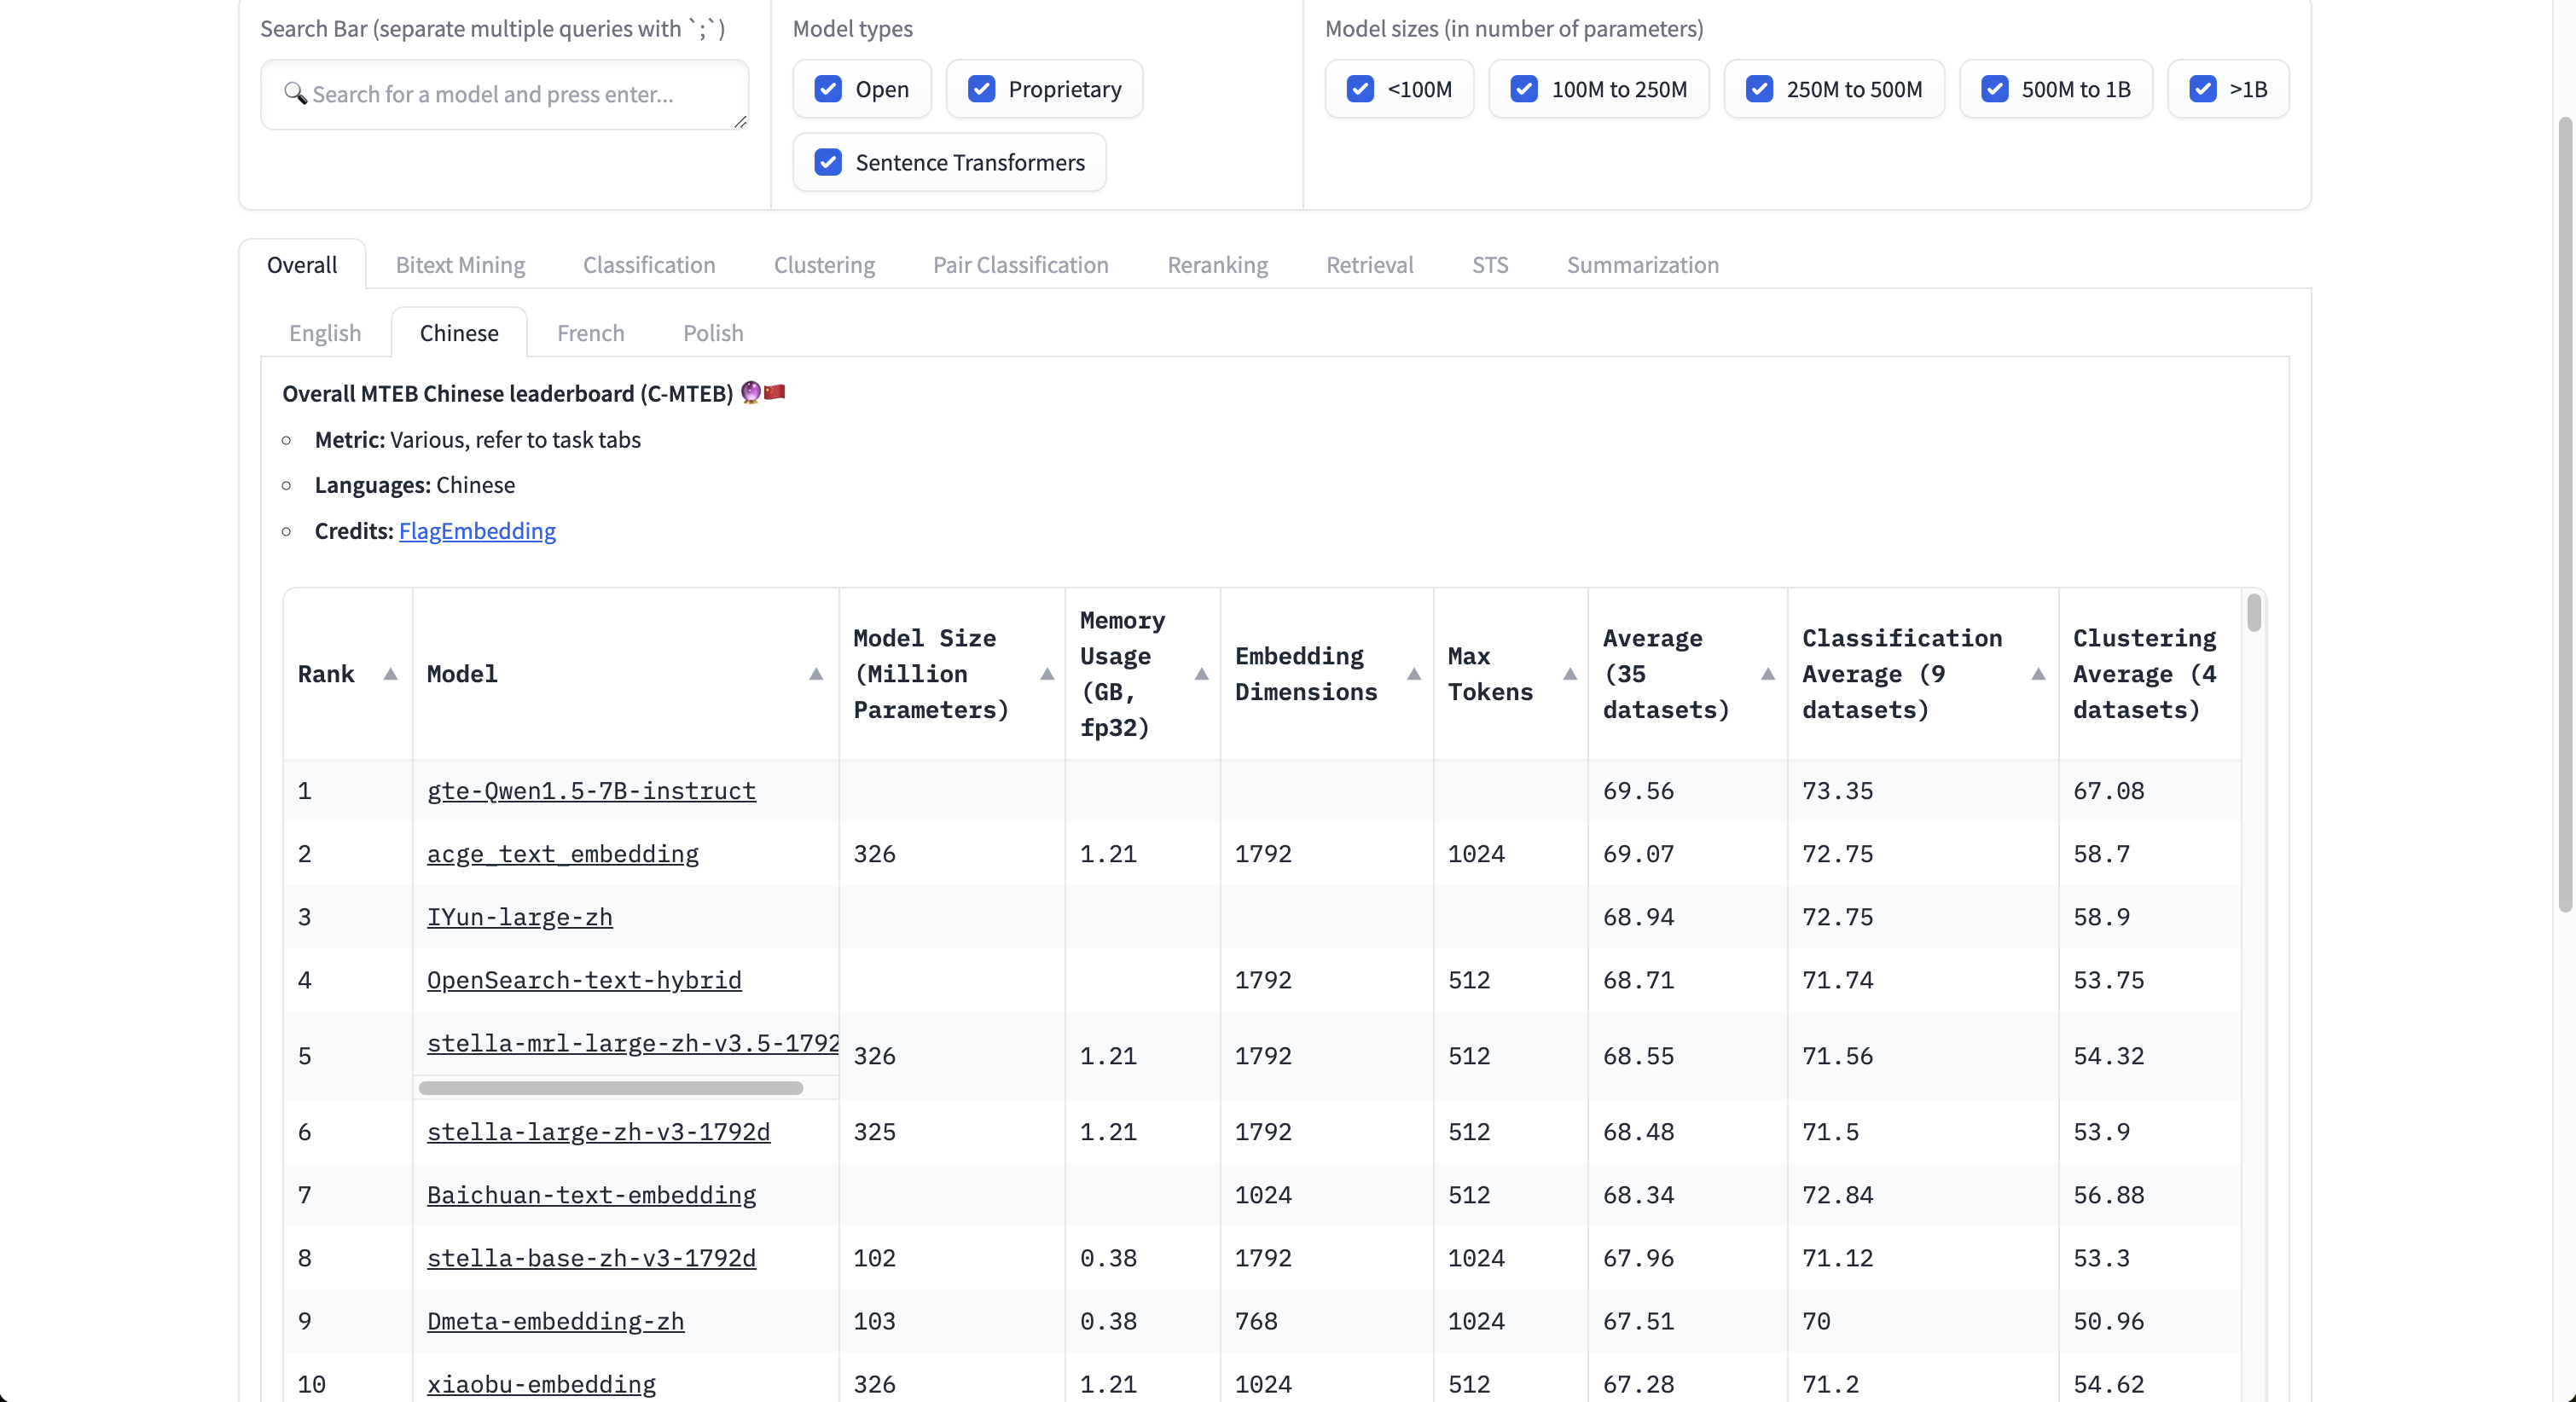 Search Bar (separate multiple queries with `;`)
🔍 Search for a model and press enter...
Model types
Open
Proprietary
Sentence Transformers
Model sizes (in number of parameters)
<100M
100M to 250M
250M to 500M
500M to 1B
>1B
Overall Bitext Mining Classification Clustering Pair Classification Reranking Retrieval STS Summarization
English Chinese French Polish
Overall MTEB Chinese leaderboard (C-MTEB) 🔮🇨🇳
Metric: Various, refer to task tabs
Languages: Chinese
Credits: FlagEmbedding
Rank
Model
Model Size
(Million
Parameters)
Memory
Usage
(GB,
fp32)
Embedding
Dimensions
Max
Tokens
Average
(35
datasets)
Classification
Average (9
datasets)
Clustering
Average (4
datasets)
1 gte-Qwen1.5-7B-instruct 69.56 73.35 67.08
2 acge_text_embedding 326 1.21 1792 1024 69.07 72.75 58.7
3 IYun-large-zh 68.94 72.75 58.9
4 OpenSearch-text-hybrid 1792 512 68.71 71.74 53.75
5 stella-mrl-large-zh-v3.5-1792 326 1.21 1792 512 68.55 71.56 54.32
6 stella-large-zh-v3-1792d 325 1.21 1792 512 68.48 71.5 53.9
7 Baichuan-text-embedding 1024 512 68.34 72.84 56.88
8 stella-base-zh-v3-1792d 102 0.38 1792 1024 67.96 71.12 53.3
9 Dmeta-embedding-zh 103 0.38 768 1024 67.51 70 50.96
10 xiaobu-embedding 326 1.21 1024 512 67.28 71.2 54.62